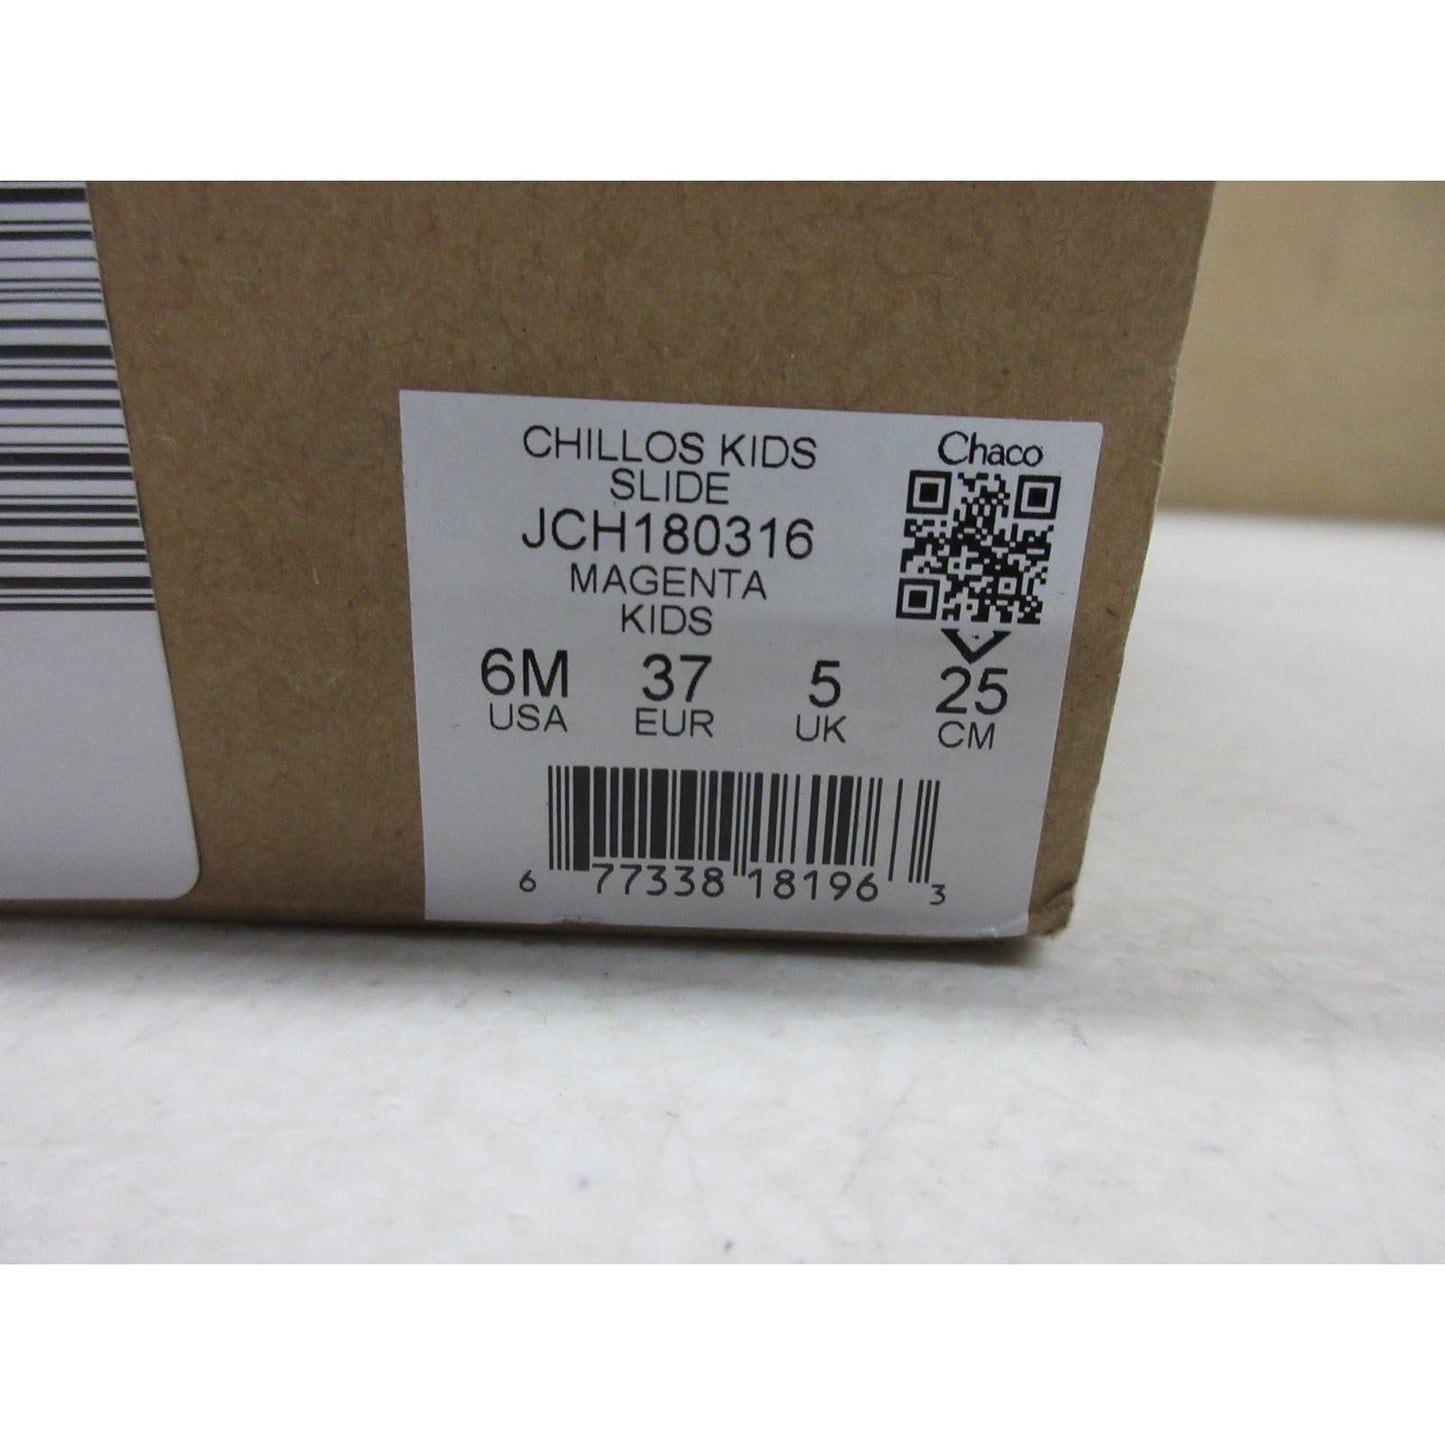 CHILLOS KIDS
SLIDE
JCH180316
MAGENTA
KIDS
Chaco
6M 37 5 25
USA EUR UK CM
6 77338 18196 3